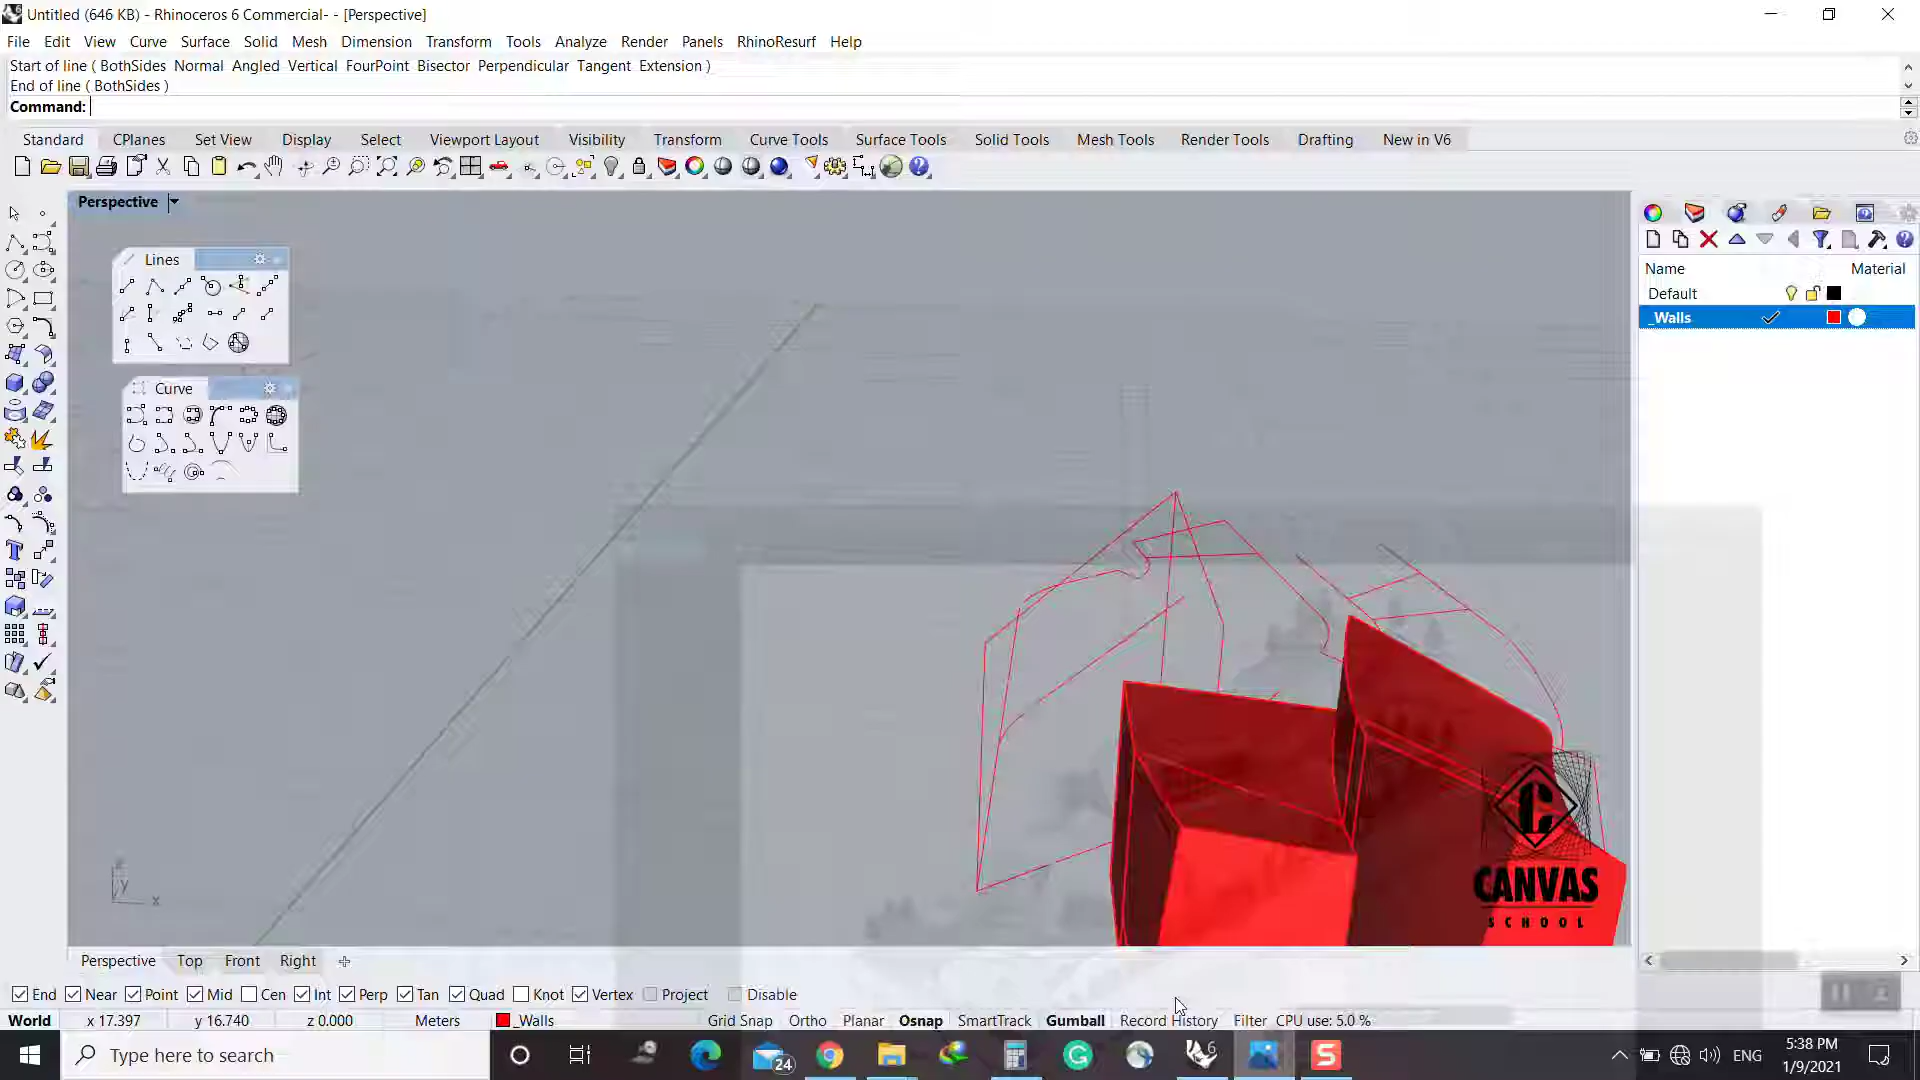 Untitled (646 KB) - Rhinoceros 6 Commercial- - [Perspective]
File Edit View Curve Surface Solid Mesh Dimension Transform Tools Analyze Render Panels RhinoResurf Help
Start of line ( BothSides Normal Angled Vertical FourPoint Bisector Perpendicular Tangent Extension )
End of line ( BothSides )
Command:
Standard CPlanes Set View Display Select Viewport Layout Visibility Transform Curve Tools Surface Tools Solid Tools Mesh Tools Render Tools Drafting New in V6
Perspective
Lines
Curve
Name Material
Default
_Walls
y
x
CANVAS
SCHOOL
Perspective Top Front Right
End Near Point Mid Cen Int Perp Tan Quad Knot Vertex Project Disable
World x 17.397 y 16.740 z 0.000 Meters _Walls Grid Snap Ortho Planar Osnap SmartTrack Gumball Record History Filter CPU use: 5.0 %
Type here to search
24
6
S
ENG
5:38 PM
1/9/2021